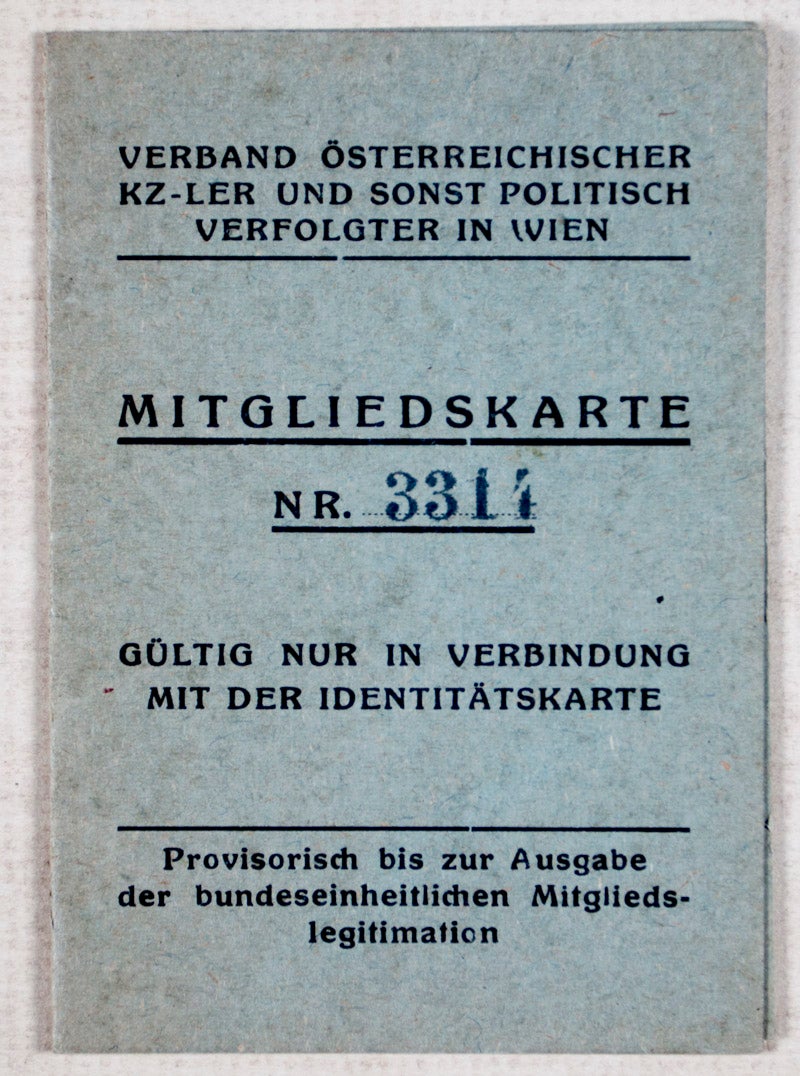 VERBAND ÖSTERREICHISCHER
KZ-LER UND SONST POLITISCH
VERFOLGTER IN WIEN
MITGLIEDSKARTE
NR. 3314
GÜLTIG NUR IN VERBINDUNG
MIT DER IDENTITÄTSKARTE
Provisorisch bis zur Ausgabe
der bundeseinheitlichen Mitglieds-
legitimation